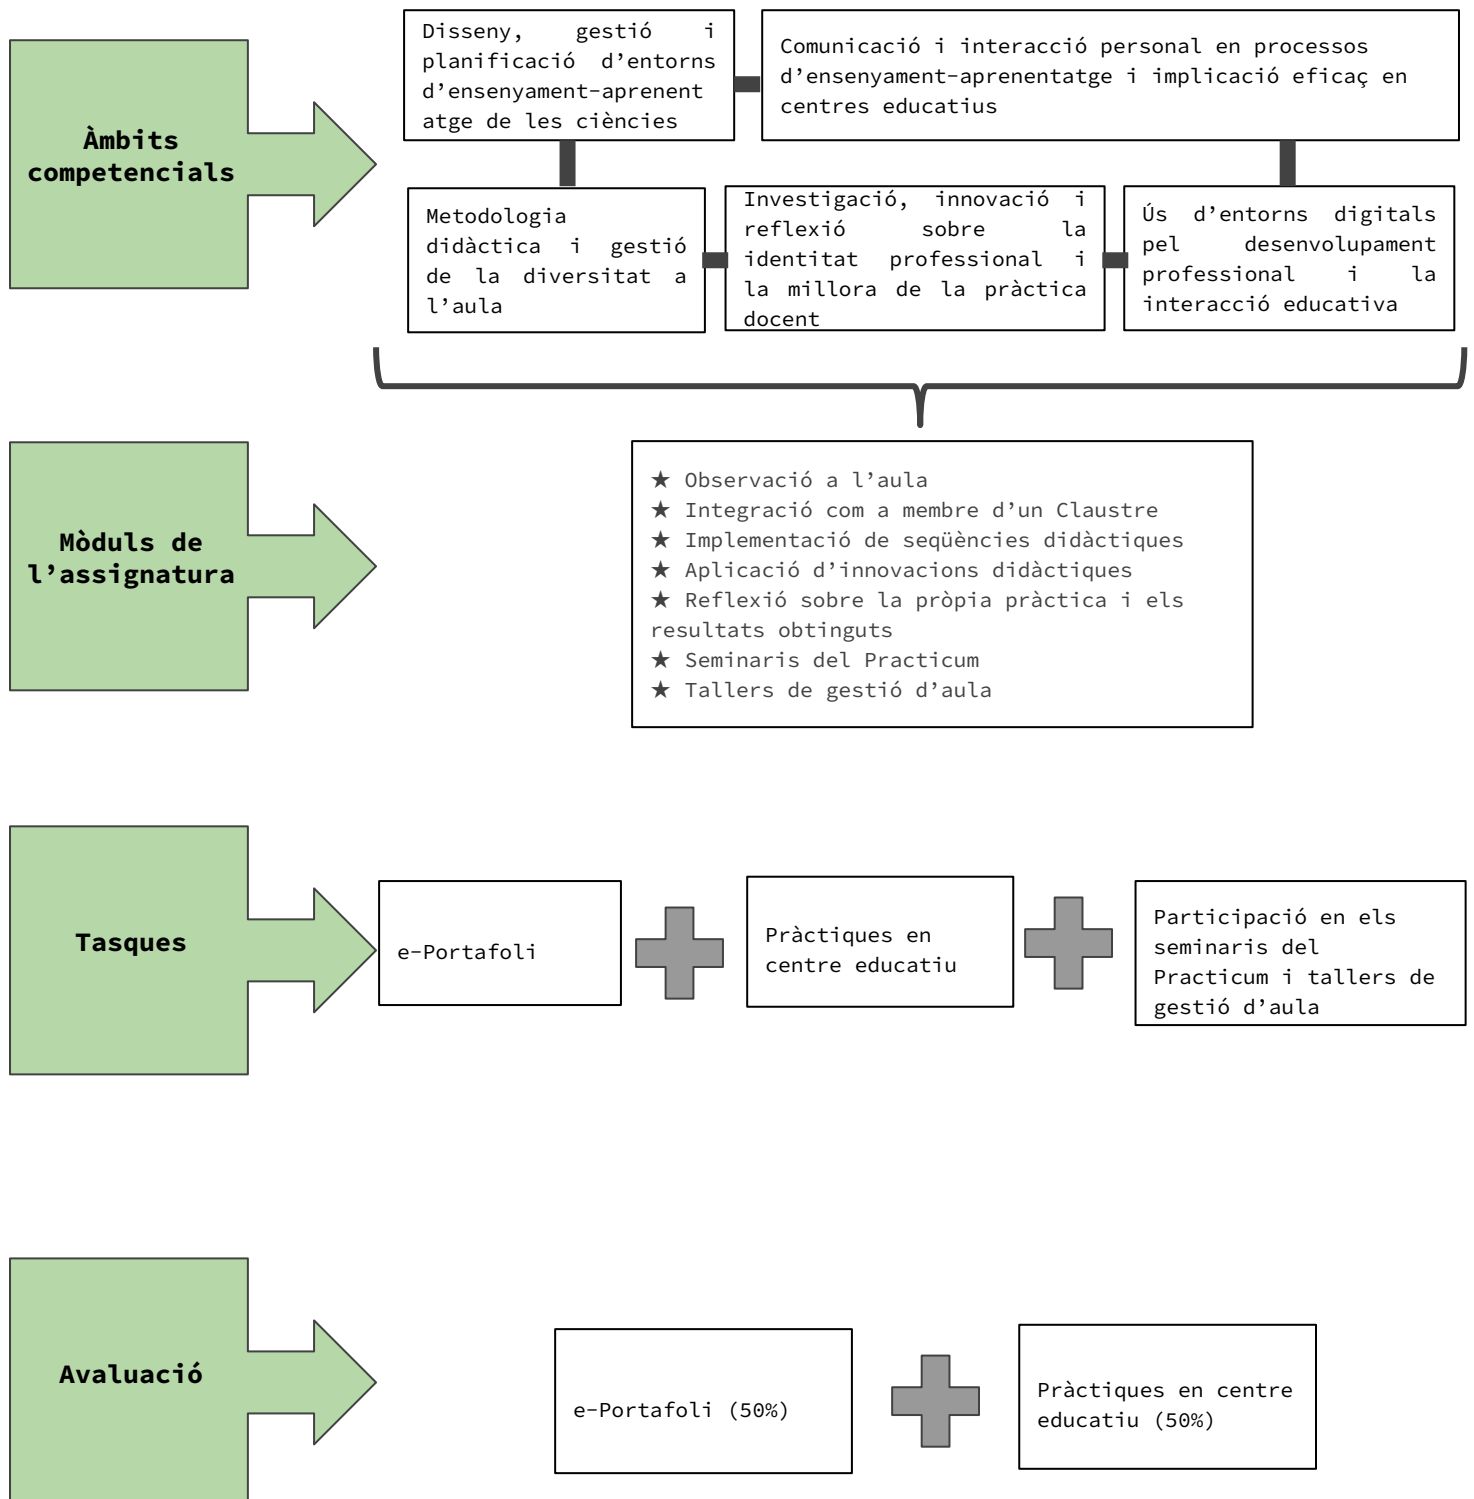 Àmbits
competencials
Disseny, gestió i
planificació d’entorns
d’ensenyament-aprenent
atge de les ciències
Comunicació i interacció personal en processos
d’ensenyament-aprenentatge i implicació eficaç en
centres educatius
Metodologia
didàctica i gestió
de la diversitat a
l’aula
Investigació, innovació i
reflexió sobre la
identitat professional i
la millora de la pràctica
docent
Ús d’entorns digitals
pel desenvolupament
professional i la
interacció educativa
Mòduls de
l’assignatura
★ Observació a l’aula
★ Integració com a membre d’un Claustre
★ Implementació de seqüències didàctiques
★ Aplicació d’innovacions didàctiques
★ Reflexió sobre la pròpia pràctica i els
resultats obtinguts
★ Seminaris del Practicum
★ Tallers de gestió d’aula
Tasques
e-Portafoli
Pràctiques en
centre educatiu
Participació en els
seminaris del
Practicum i tallers de
gestió d’aula
Avaluació
e-Portafoli (50%)
Pràctiques en centre
educatiu (50%)